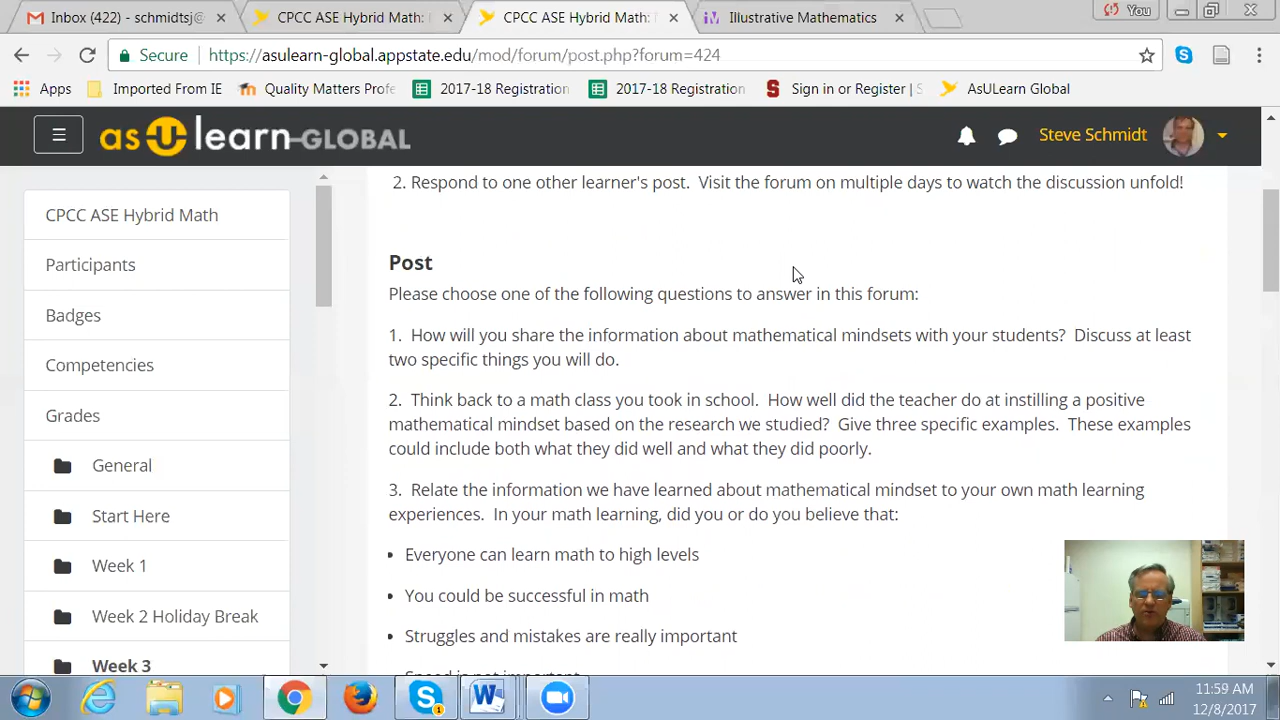 Inbox (422) - schmidtsj@
CPCC ASE Hybrid Math:
CPCC ASE Hybrid Math:
Illustrative Mathematics
You
Secure
https://asulearn-global.appstate.edu/mod/forum/post.php?forum=424
Apps
Imported From IE
Quality Matters Profe
2017-18 Registration
2017-18 Registration
Sign in or Register | S
AsULearn Global
asULearn-GLOBAL
Steve Schmidt
2. Respond to one other learner's post. Visit the forum on multiple days to watch the discussion unfold!
CPCC ASE Hybrid Math
Participants
Badges
Competencies
Grades
General
Start Here
Week 1
Week 2 Holiday Break
Week 3
Post
Please choose one of the following questions to answer in this forum:
1. How will you share the information about mathematical mindsets with your students? Discuss at least
two specific things you will do.
2. Think back to a math class you took in school. How well did the teacher do at instilling a positive
mathematical mindset based on the research we studied? Give three specific examples. These examples
could include both what they did well and what they did poorly.
3. Relate the information we have learned about mathematical mindset to your own math learning
experiences. In your math learning, did you or do you believe that:
• Everyone can learn math to high levels
• You could be successful in math
• Struggles and mistakes are really important
Speed is not important
11:59 AM
12/8/2017